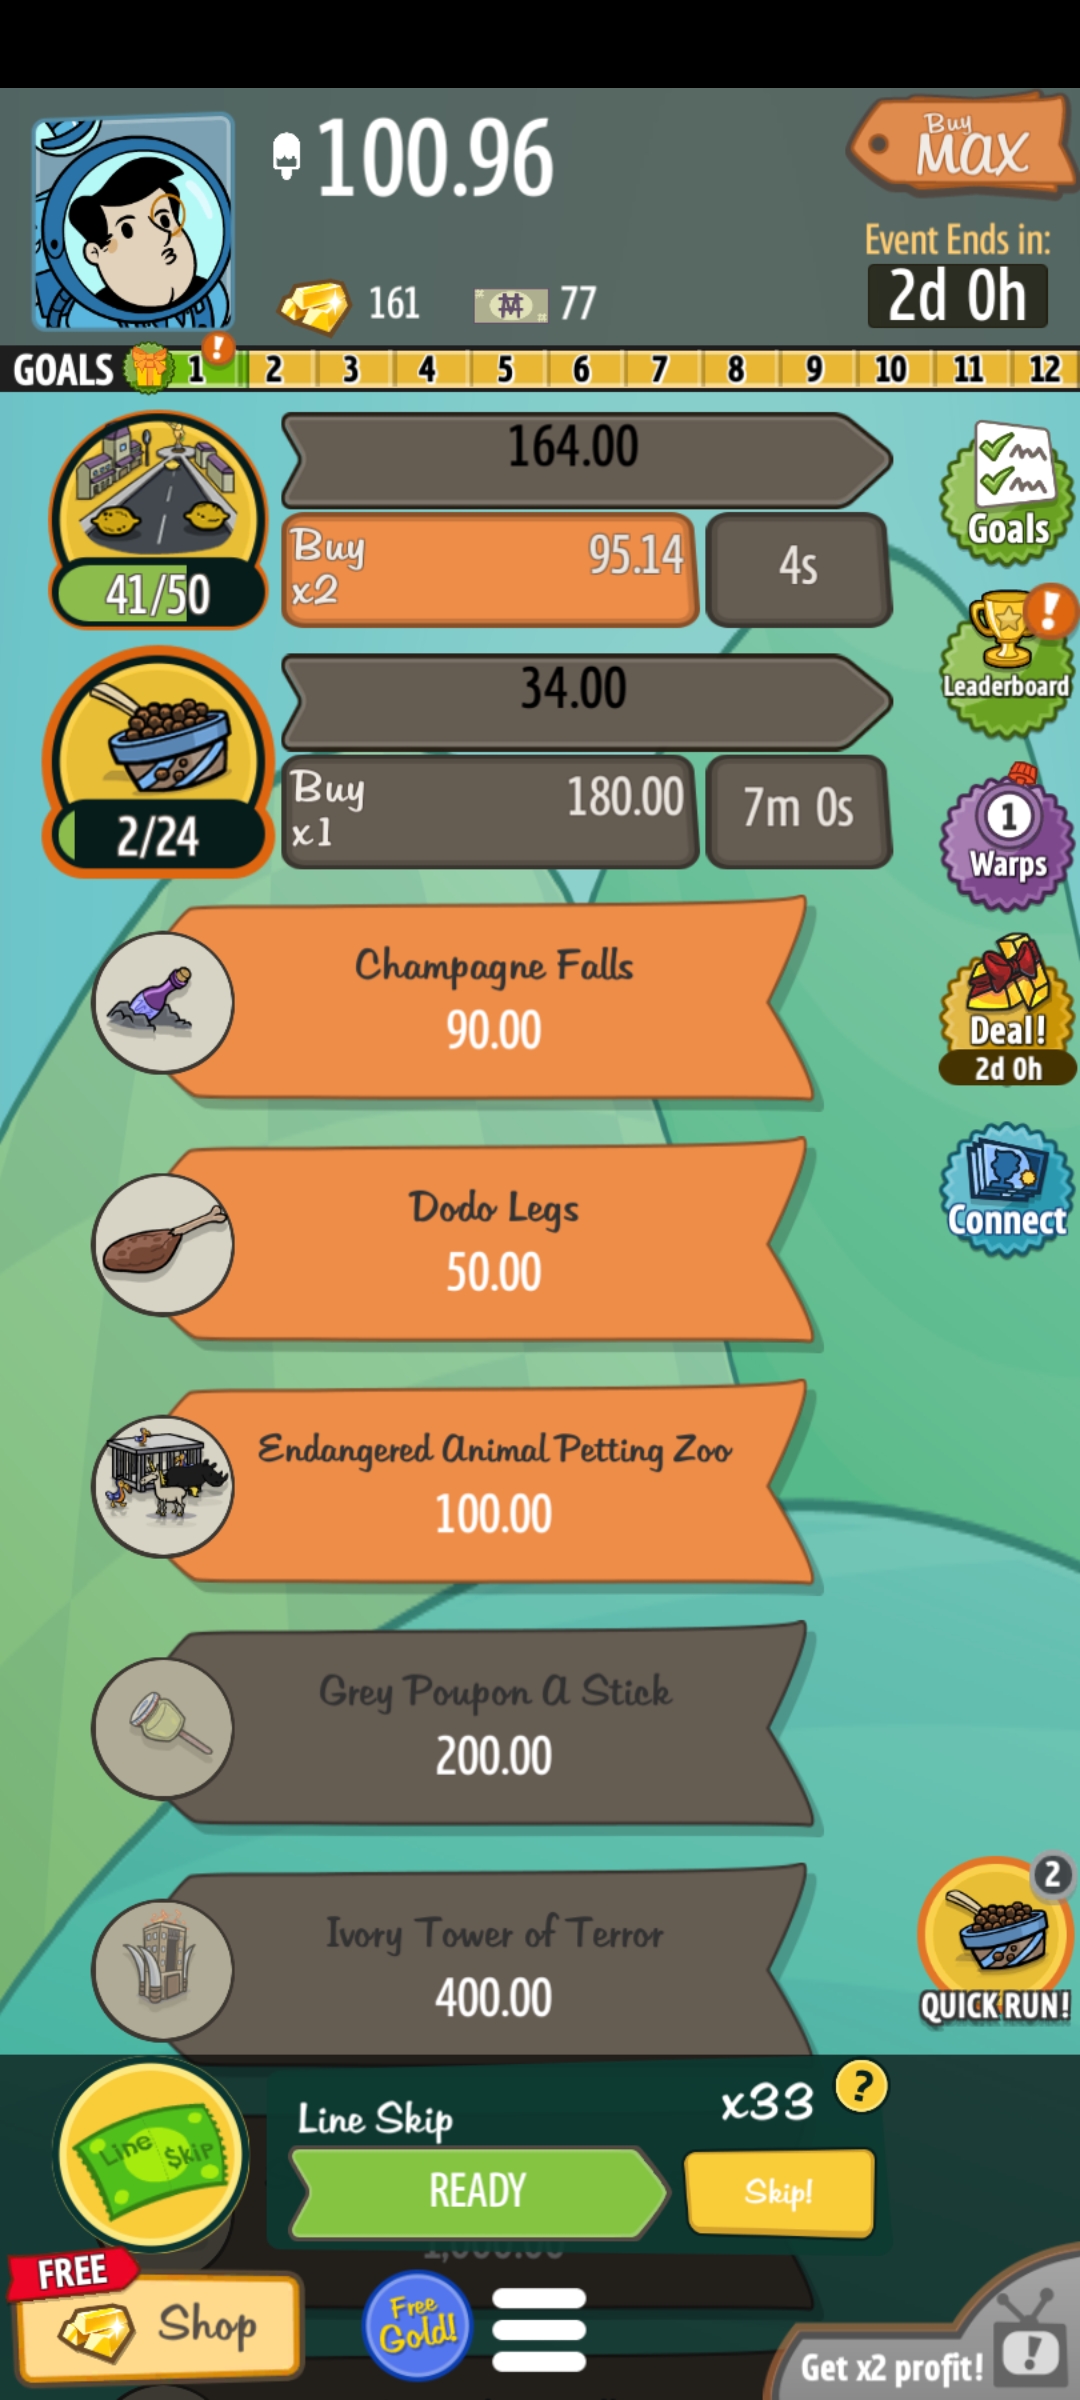 100.96
Buy
MAX
Event Ends in:
2d 0h
161
77
GOALS 1 ! 2 3 4 5 6 7 8 9 10 11 12
164.00
Buy
x2
95.14
4s
41/50
Goals
34.00
Buy
x1
180.00
7m 0s
2/24
!
Leaderboard
1
Warps
Champagne Falls
90.00
Deal!
2d 0h
Dodo Legs
50.00
Connect
Endangered Animal Petting Zoo
100.00
Grey Poupon A Stick
200.00
Ivory Tower of Terror
400.00
2
QUICK RUN!
Line $kip
Line Skip
x33
?
READY
Skip!
1,000.00
FREE
Shop
Free
Gold!
Get x2 profit!
!